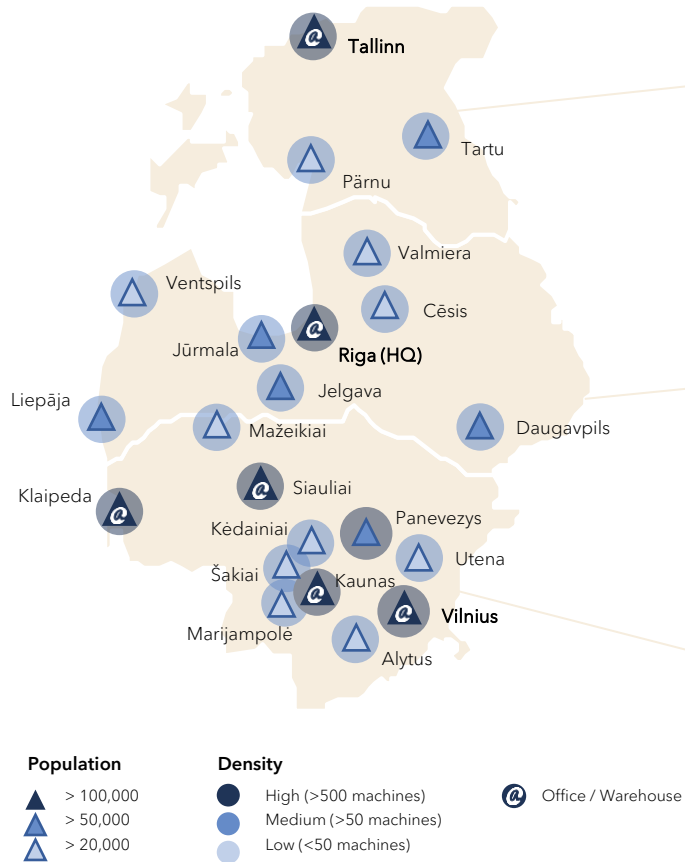 Tallinn
Tartu
Pärnu
Valmiera
Ventspils
Cēsis
Jūrmala
Riga (HQ)
Jelgava
Liepāja
Mažeikiai
Daugavpils
Siauliai
Klaipeda
Panevezys
Kėdainiai
Utena
Šakiai
Kaunas
Vilnius
Marijampolė
Alytus
Population
> 100,000
> 50,000
> 20,000
Density
High (>500 machines)
Medium (>50 machines)
Low (<50 machines)
@ Office / Warehouse